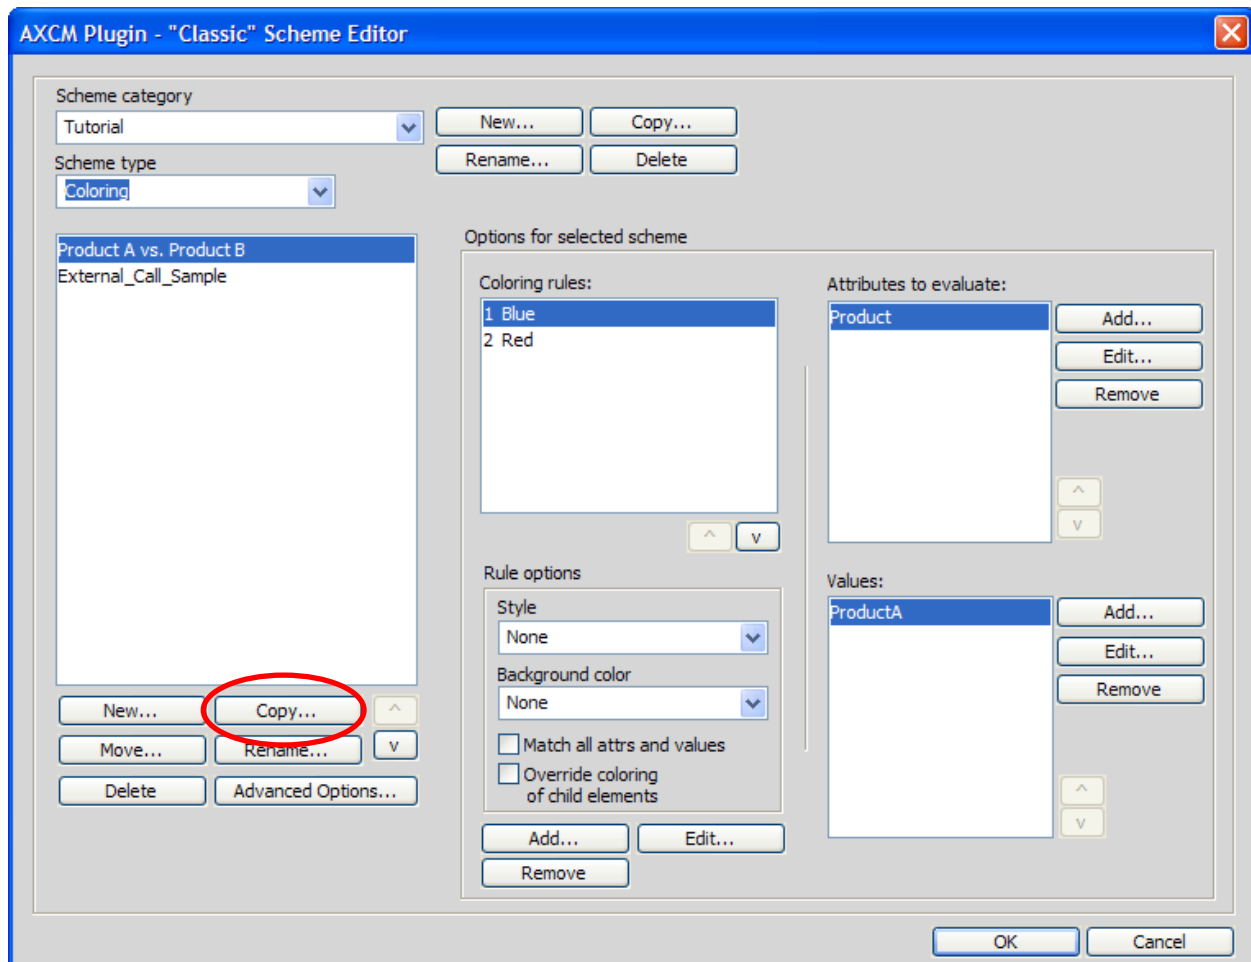 AXCM Plugin - "Classic" Scheme Editor
Scheme category
Tutorial
New...
Copy...
Rename...
Delete
Scheme type
Coloring
Product A vs. Product B
External_Call_Sample
New...
Copy...
^
Move...
Rename...
v
Delete
Advanced Options...
Options for selected scheme
Coloring rules:
1 Blue
2 Red
^
v
Rule options
Style
None
Background color
None
Match all attrs and values
Override coloring
of child elements
Add...
Edit...
Remove
Attributes to evaluate:
Product
Add...
Edit...
Remove
^
v
Values:
ProductA
Add...
Edit...
Remove
^
v
OK
Cancel